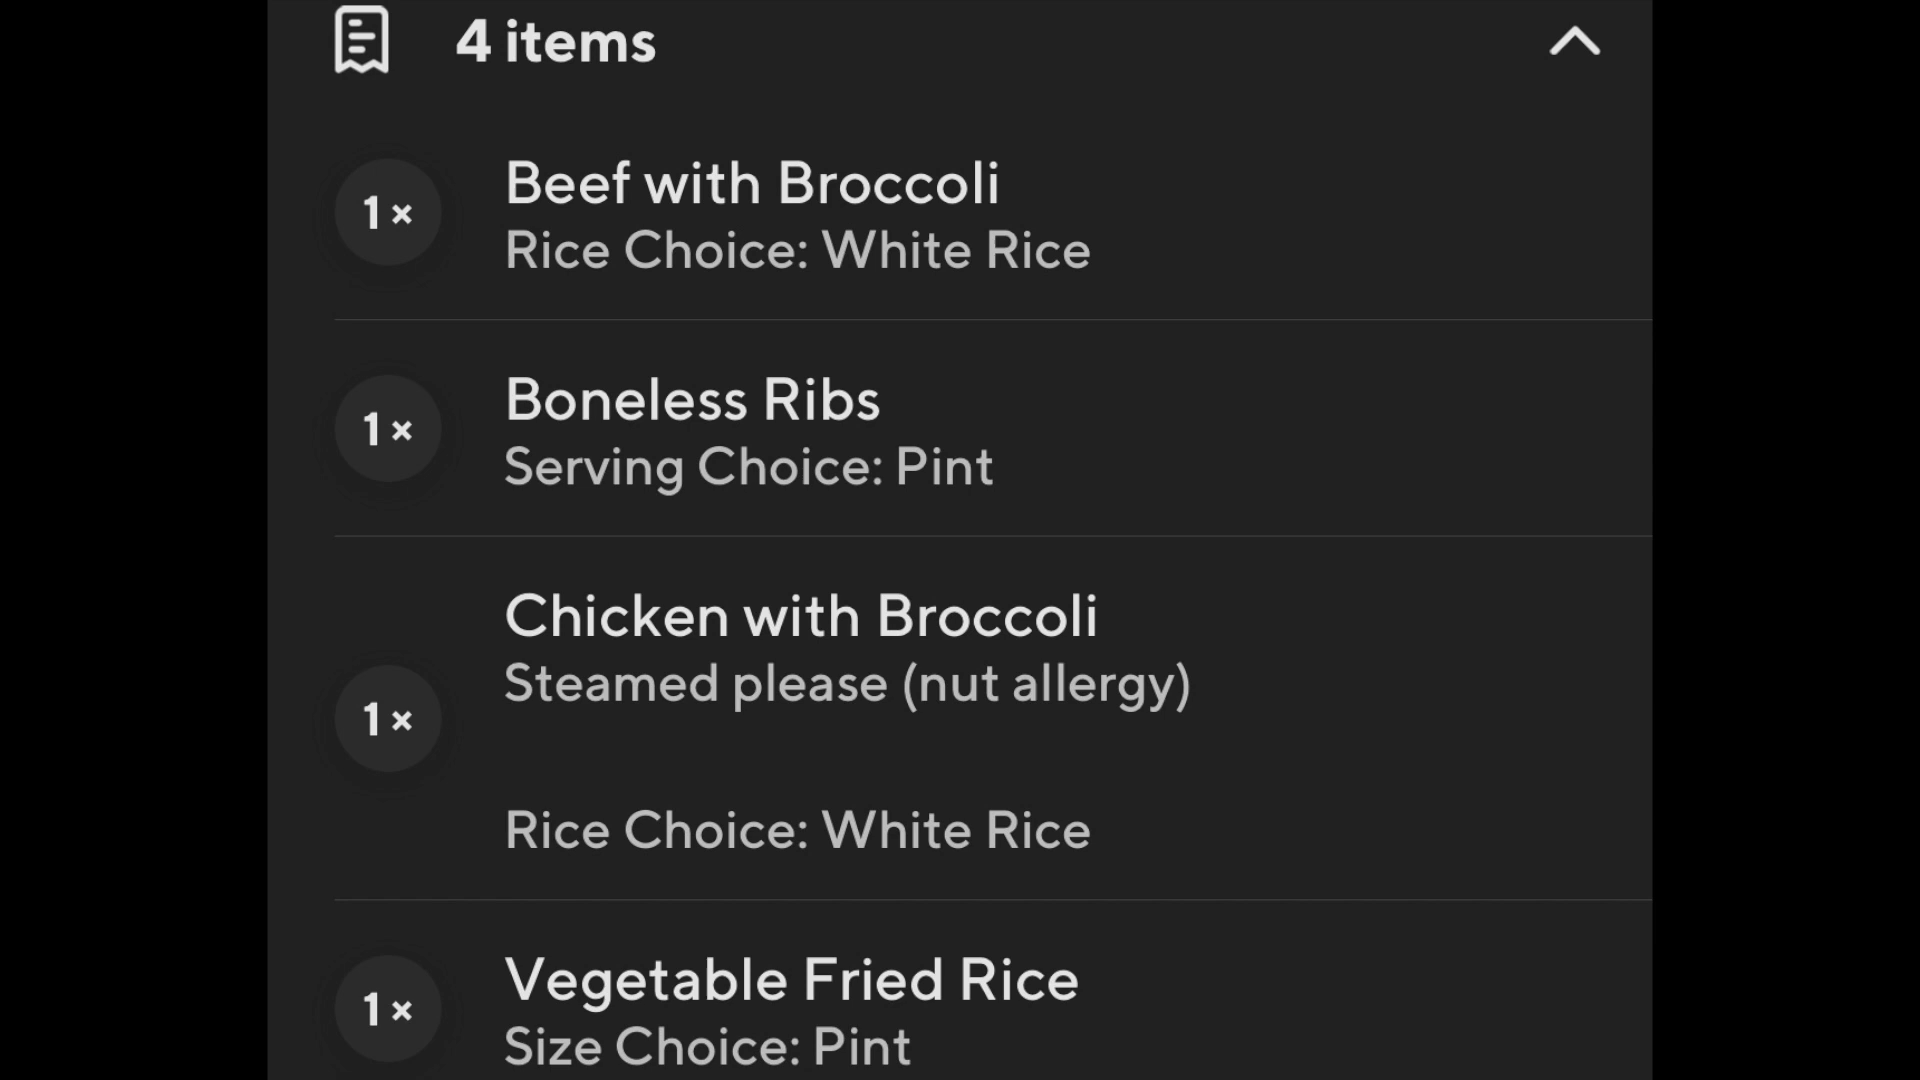 4 items
1 ×
Beef with Broccoli
Rice Choice: White Rice
1 ×
Boneless Ribs
Serving Choice: Pint
1 ×
Chicken with Broccoli
Steamed please (nut allergy)
Rice Choice: White Rice
1 ×
Vegetable Fried Rice
Size Choice: Pint